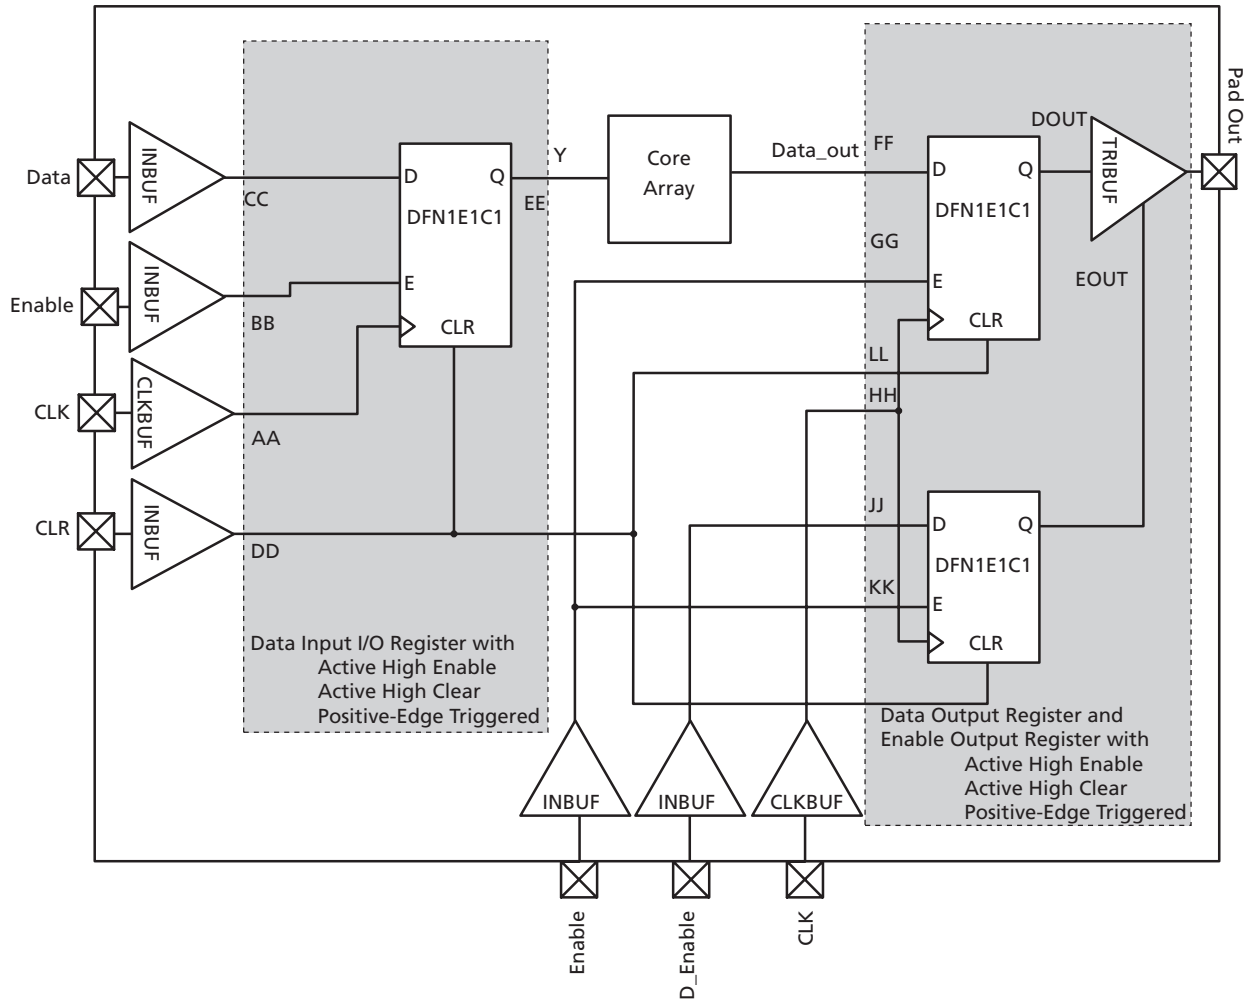 Data
INBUF
CC
Enable
INBUF
BB
CLK
CLKBUF
AA
CLR
INBUF
DD
D
Q
DFN1E1C1
E
CLR
Y
EE
Data Input I/O Register with
Active High Enable
Active High Clear
Positive-Edge Triggered
Core
Array
Data_out
FF
GG
LL
HH
JJ
KK
D
Q
DFN1E1C1
E
CLR
DOUT
TRIBUF
EOUT
Pad Out
D
Q
DFN1E1C1
E
CLR
Data Output Register and
Enable Output Register with
Active High Enable
Active High Clear
Positive-Edge Triggered
INBUF
INBUF
CLKBUF
Enable
D_Enable
CLK